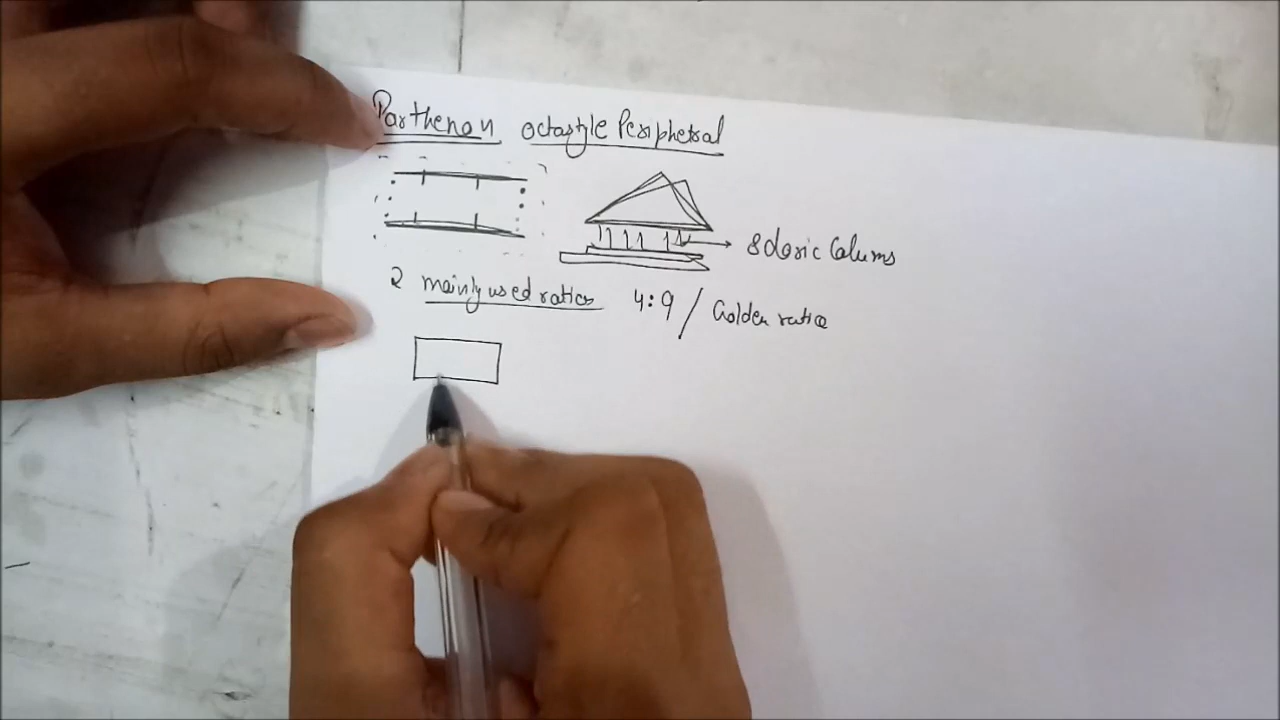 Parthenon octastyle Peripheral
8 doric Colums
2 mainly used ratios 4:9 / Golden ratio